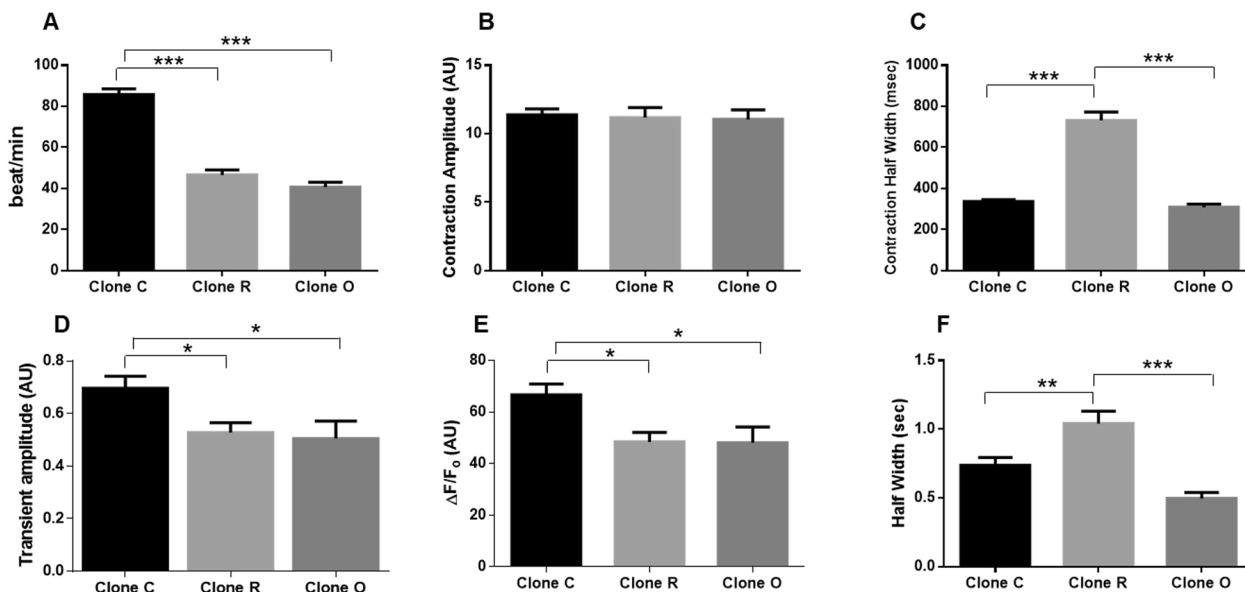 A
beat/min
100
80
60
40
20
0
***
***
Clone C Clone R Clone O
B
Contraction Amplitude (AU)
15
10
5
0
Clone C Clone R Clone O
C
Contraction Half Width (msec)
1000
800
600
400
200
0
***
***
Clone C Clone R Clone O
D
Transient amplitude (AU)
0.8
0.6
0.4
0.2
0.0
*
*
Clone C Clone R Clone O
E
ΔF/F₀ (AU)
80
60
40
20
0
*
*
Clone C Clone R Clone O
F
Half Width (sec)
1.5
1.0
0.5
0.0
**
***
Clone C Clone R Clone O